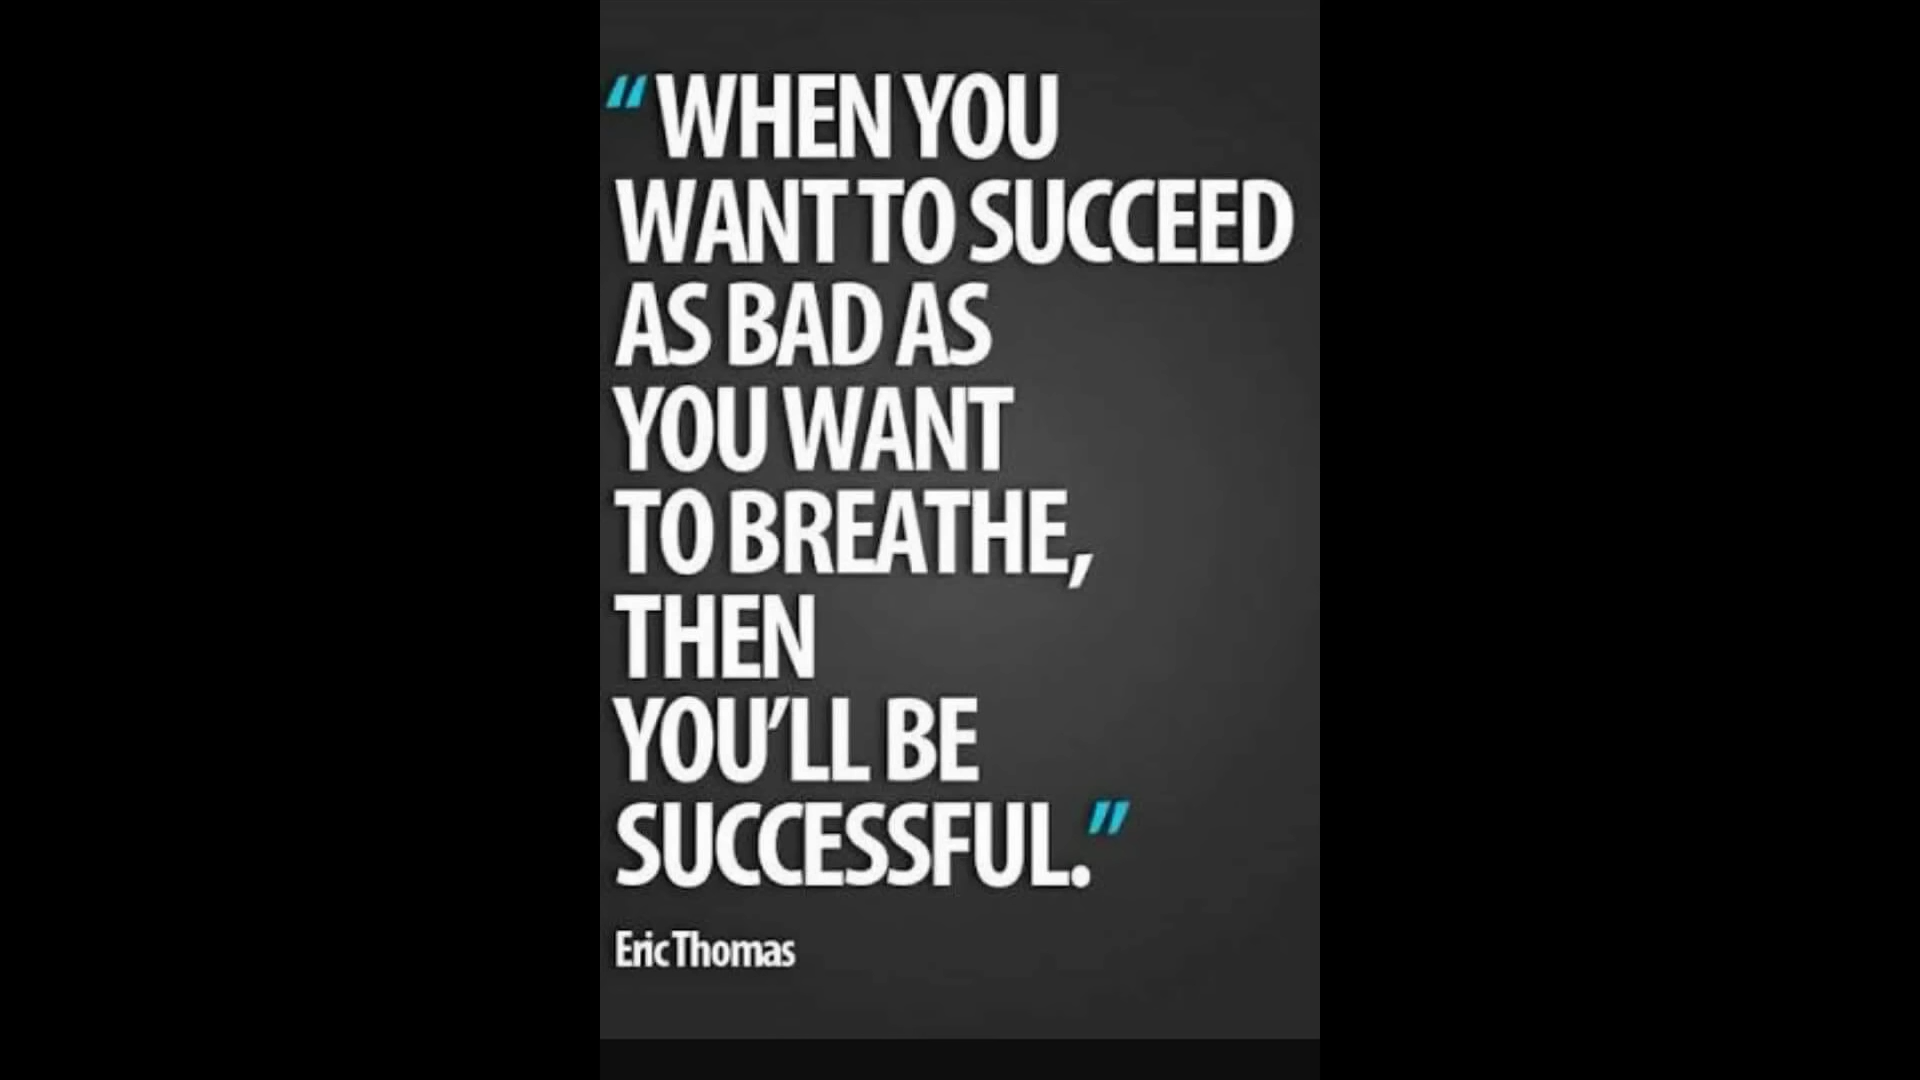 “WHEN YOU
WANT TO SUCCEED
AS BAD AS
YOU WANT
TO BREATHE,
THEN
YOU’LL BE
SUCCESSFUL.”
Eric Thomas